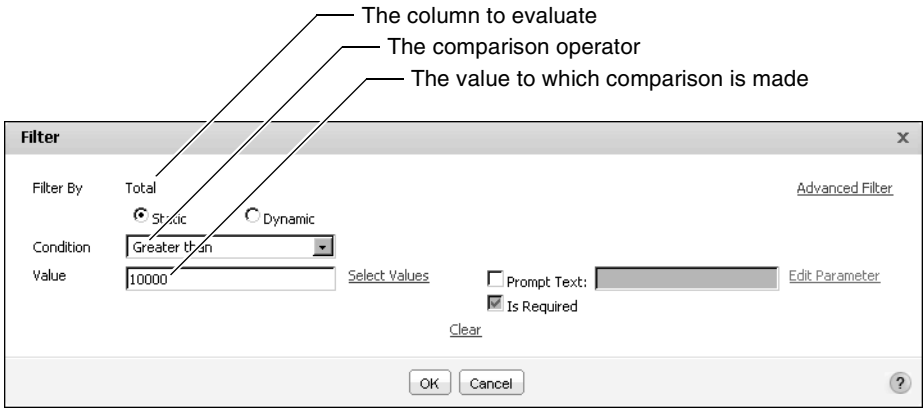 The column to evaluate
The comparison operator
The value to which comparison is made
Filter x
Filter By Total Advanced Filter
Static Dynamic
Condition Greater than
Value 10000 Select Values Prompt Text: Edit Parameter
Is Required
Clear
OK Cancel ?